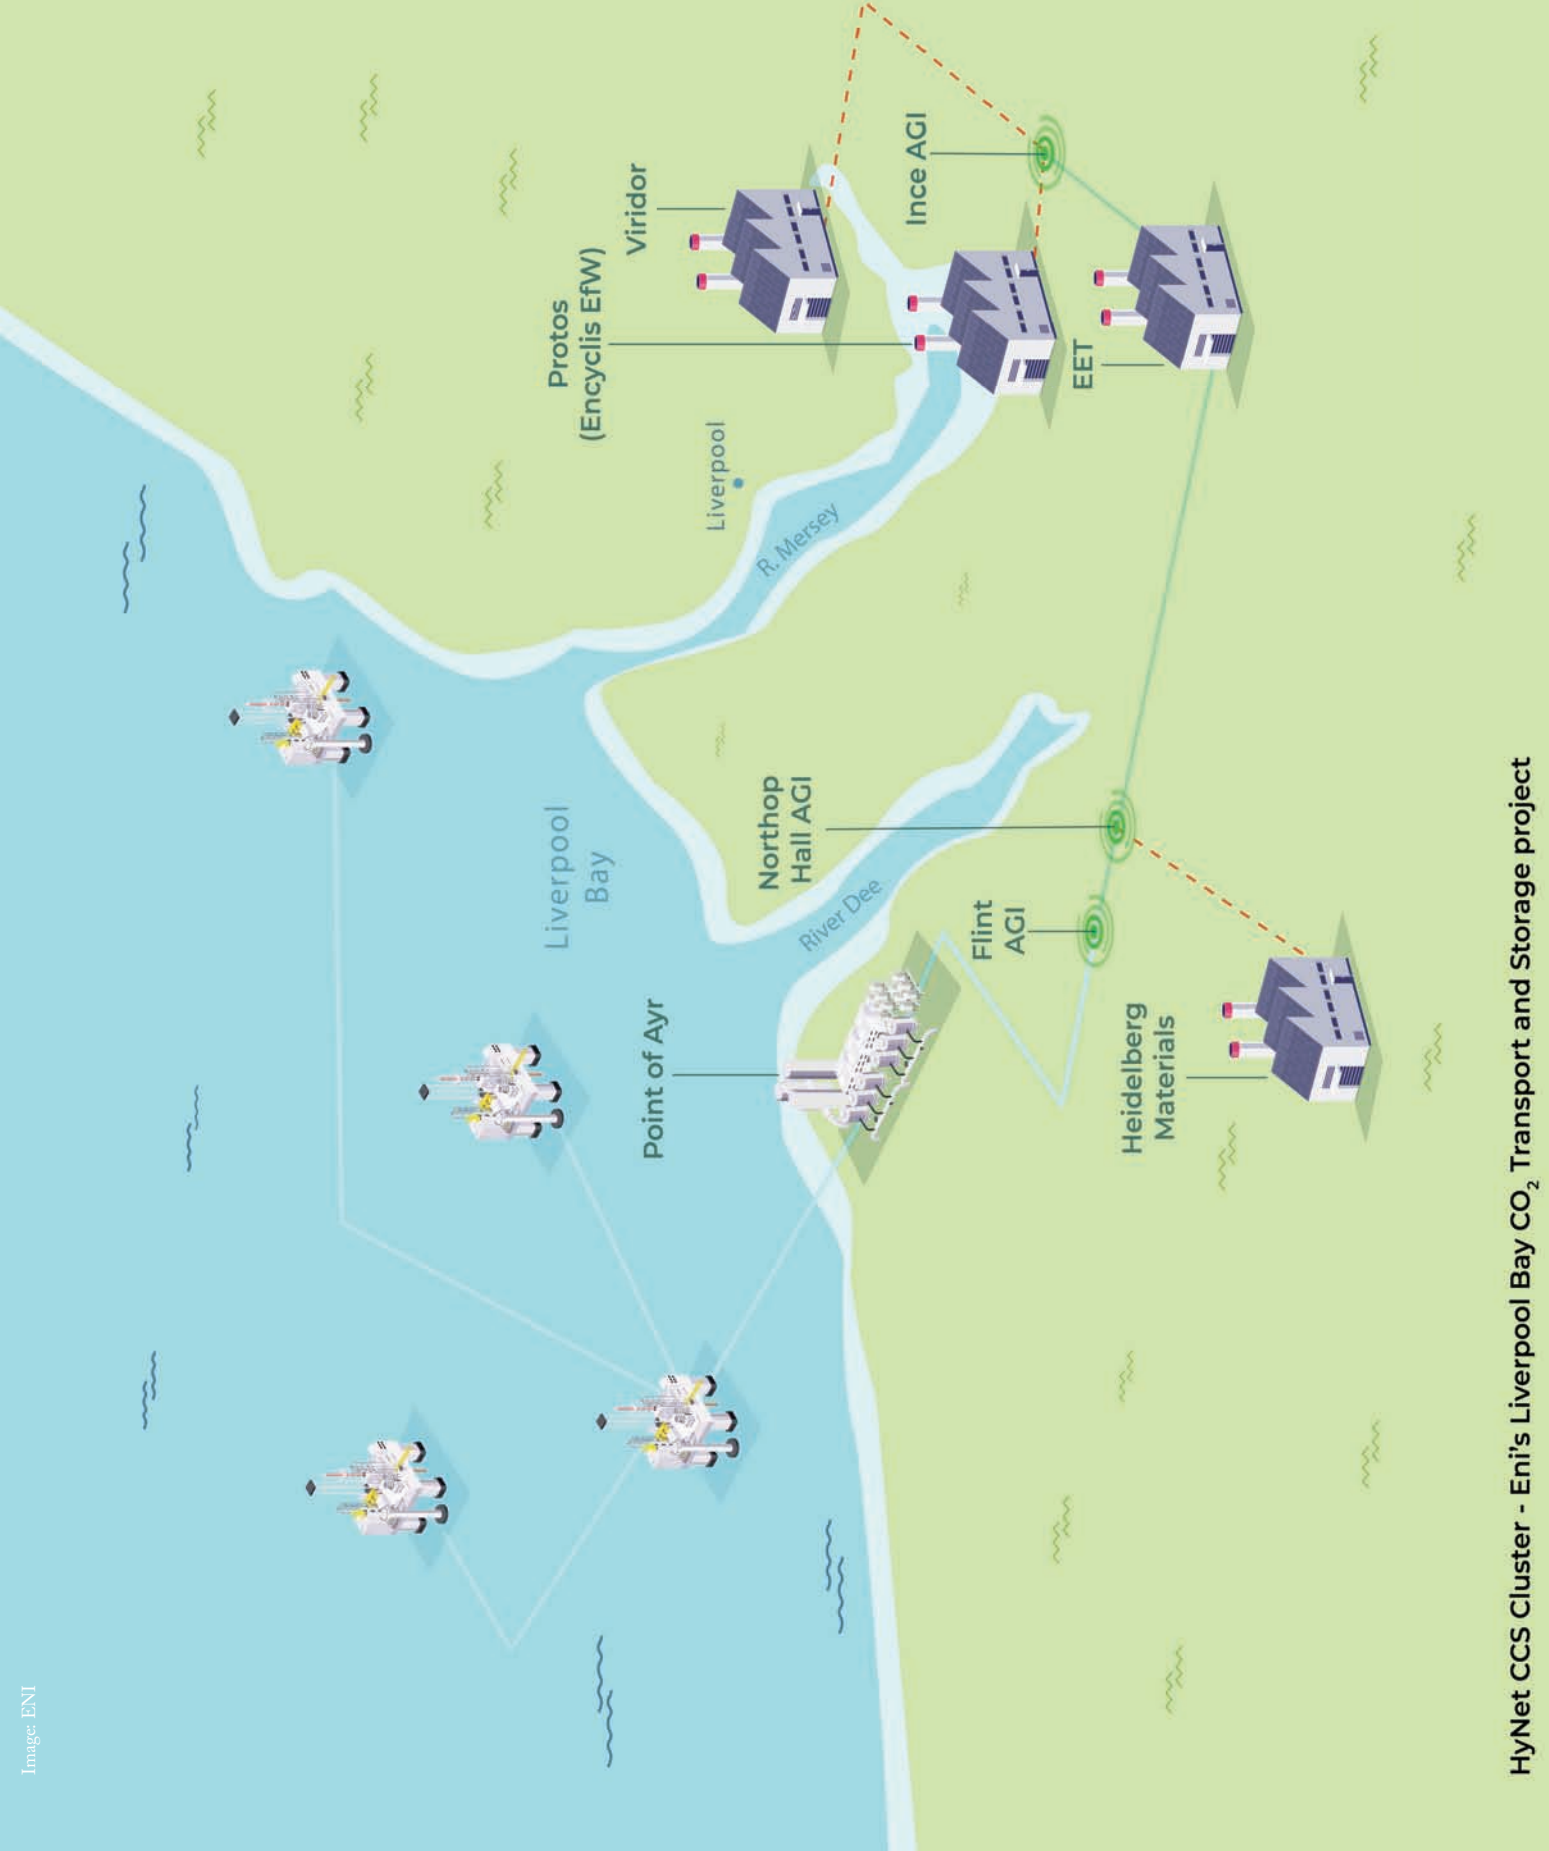 Image: ENI
Liverpool
Bay
Point of Ayr
Protos
(Encyclis EfW)
Viridor
Liverpool
R. Mersey
Northop
Hall AGI
River Dee
Ince AGI
Flint
AGI
EET
Heidelberg
Materials
HyNet CCS Cluster - Eni's Liverpool Bay CO₂ Transport and Storage project